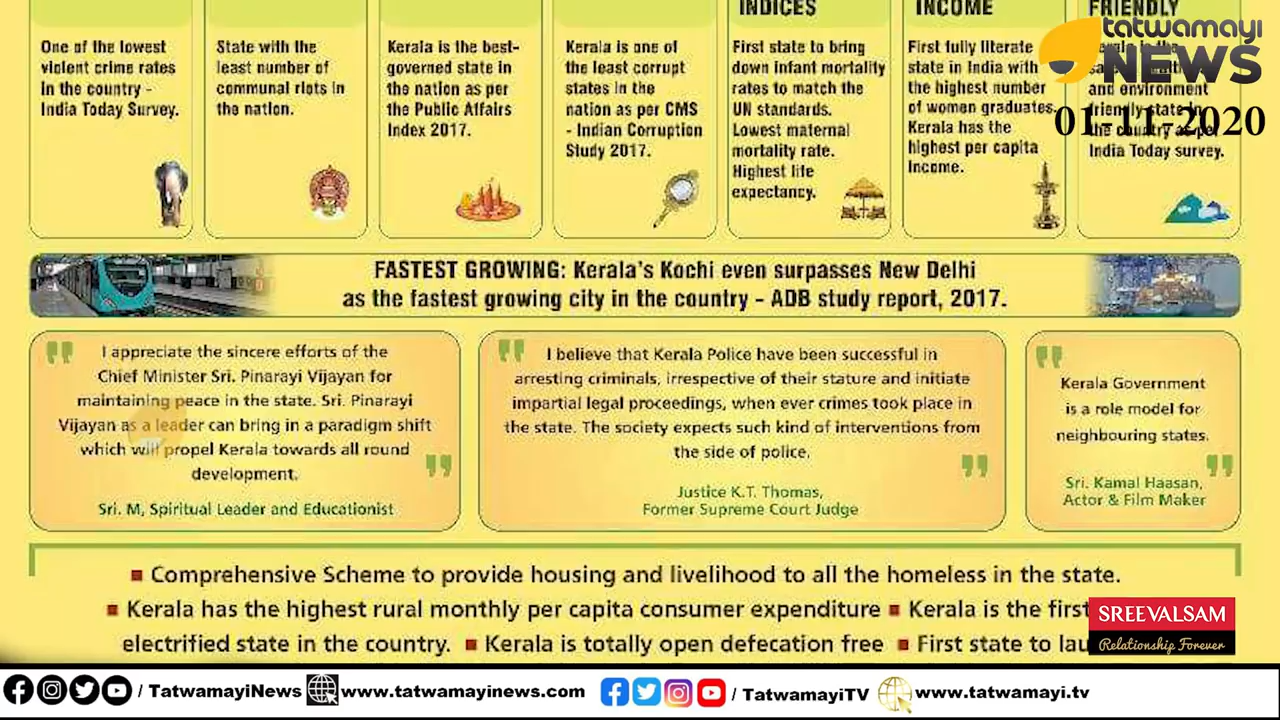 INDICES
INCOME
FRIENDLY
tatwamayi
NEWS
01-11-2020
One of the lowest
violent crime rates
in the country -
India Today Survey.
State with the
least number of
communal riots in
the nation.
Kerala is the best-
governed state in
the nation as per
the Public Affairs
Index 2017.
Kerala is one of
the least corrupt
states in the
nation as per CMS
- Indian Corruption
Study 2017.
First state to bring
down infant mortality
rates to match the
UN standards.
Lowest maternal
mortality rate.
Highest life
expectancy.
First fully literate
state in India with
the highest number
of women graduates.
Kerala has the
highest per capita
income.
and environment
friendly state in
the country as per
India Today survey.
FASTEST GROWING: Kerala's Kochi even surpasses New Delhi
as the fastest growing city in the country - ADB study report, 2017.
" I appreciate the sincere efforts of the
Chief Minister Sri. Pinarayi Vijayan for
maintaining peace in the state. Sri. Pinarayi
Vijayan as a leader can bring in a paradigm shift
which will propel Kerala towards all round
development. "
Sri. M, Spiritual Leader and Educationist
" I believe that Kerala Police have been successful in
arresting criminals, irrespective of their stature and initiate
impartial legal proceedings, when ever crimes took place in
the state. The society expects such kind of interventions from
the side of police. "
Justice K.T. Thomas,
Former Supreme Court Judge
" Kerala Government
is a role model for
neighbouring states. "
Sri. Kamal Haasan,
Actor & Film Maker
■ Comprehensive Scheme to provide housing and livelihood to all the homeless in the state.
■ Kerala has the highest rural monthly per capita consumer expenditure ■ Kerala is the first
electrified state in the country. ■ Kerala is totally open defecation free ■ First state to lau
SREEVALSAM
Relationship Forever
/ TatwamayiNews www.tatwamayinews.com / TatwamayiTV www.tatwamayi.tv